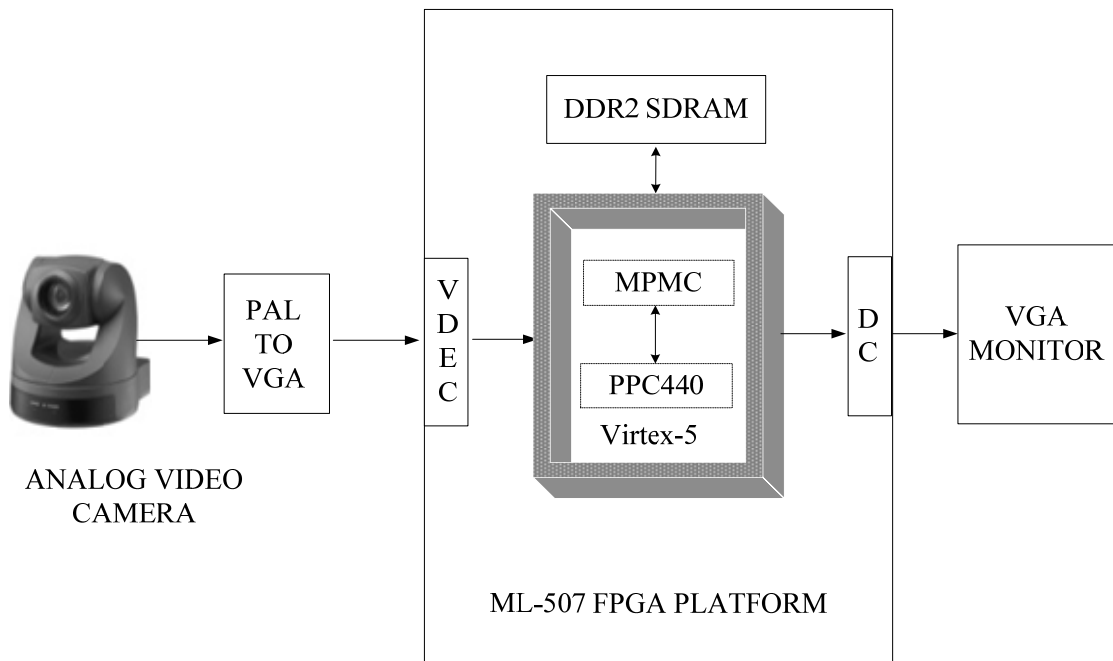 DDR2 SDRAM
PAL
TO
VGA
V
D
E
C
MPMC
PPC440
Virtex-5
D
C
VGA
MONITOR
ANALOG VIDEO
CAMERA
ML-507 FPGA PLATFORM